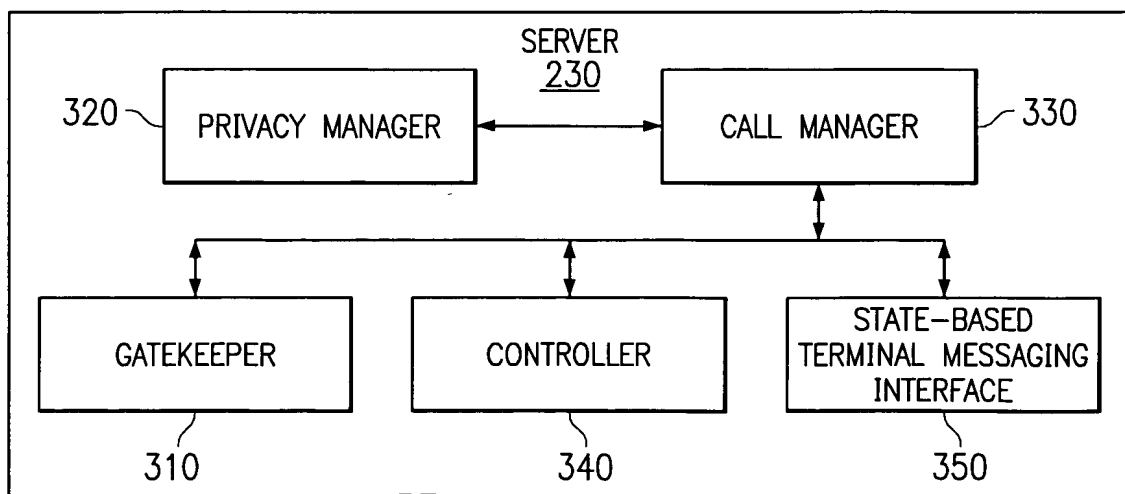 SERVER
230
320
PRIVACY MANAGER
CALL MANAGER
330
GATEKEEPER
CONTROLLER
STATE-BASED
TERMINAL MESSAGING
INTERFACE
310
340
350